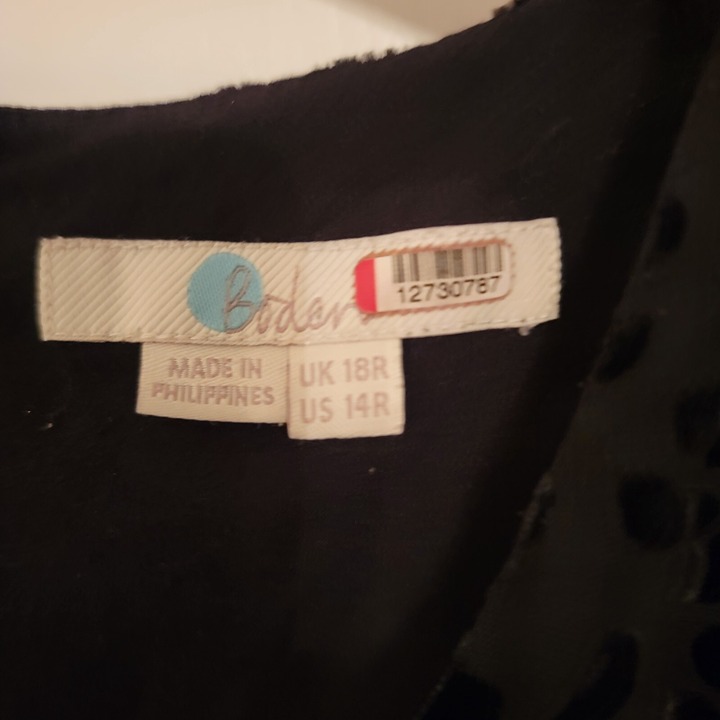 Boden
12730787
MADE IN
PHILIPPINES
UK 18R
US 14R